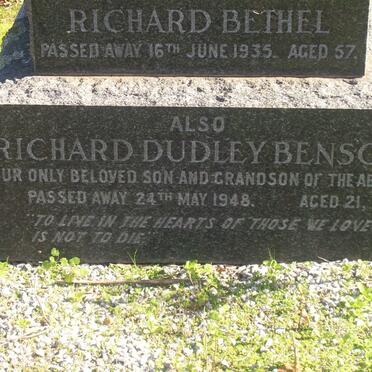 RICHARD BETHEL
PASSED AWAY 16TH JUNE 1935. AGED 57.
ALSO
RICHARD DUDLEY BENSO
UR ONLY BELOVED SON AND GRANDSON OF THE AB
PASSED AWAY 24TH MAY 1948. AGED 21,
"TO LIVE IN THE HEARTS OF THOSE WE LOVE
IS NOT TO DIE"